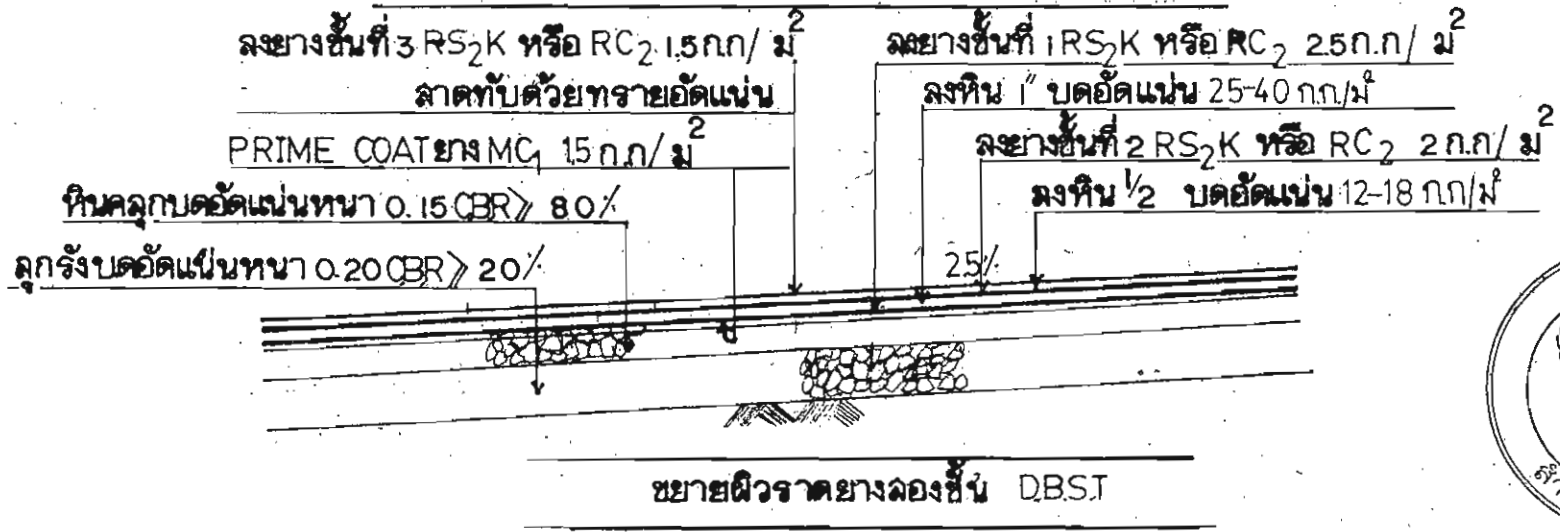 ลงยางชั้นที่ 3 RS₂K หรือ RC₂ 1.5 ก.ก/ ม²
ลาดทับด้วยทรายอัดแน่น
PRIME COAT ยาง MC₁ 1.5 ก.ก/ ม²
หินคลุกบดอัดแน่นหนา 0.15 CBR ≥ 80%
ลูกรังบดอัดแน่นหนา 0.20 CBR ≥ 20%
ลงยางชั้นที่ 1 RS₂K หรือ RC₂ 2.5 ก.ก/ ม²
ลงหิน 1" บดอัดแน่น 25-40 ก.ก/ม²
ลงยางชั้นที่ 2 RS₂K หรือ RC₂ 2 ก.ก/ ม²
ลงหิน 1/2 บดอัดแน่น 12-18 ก.ก/ม²
2.5%
ขยายผิวราดยางสองชั้น D.B.S.T